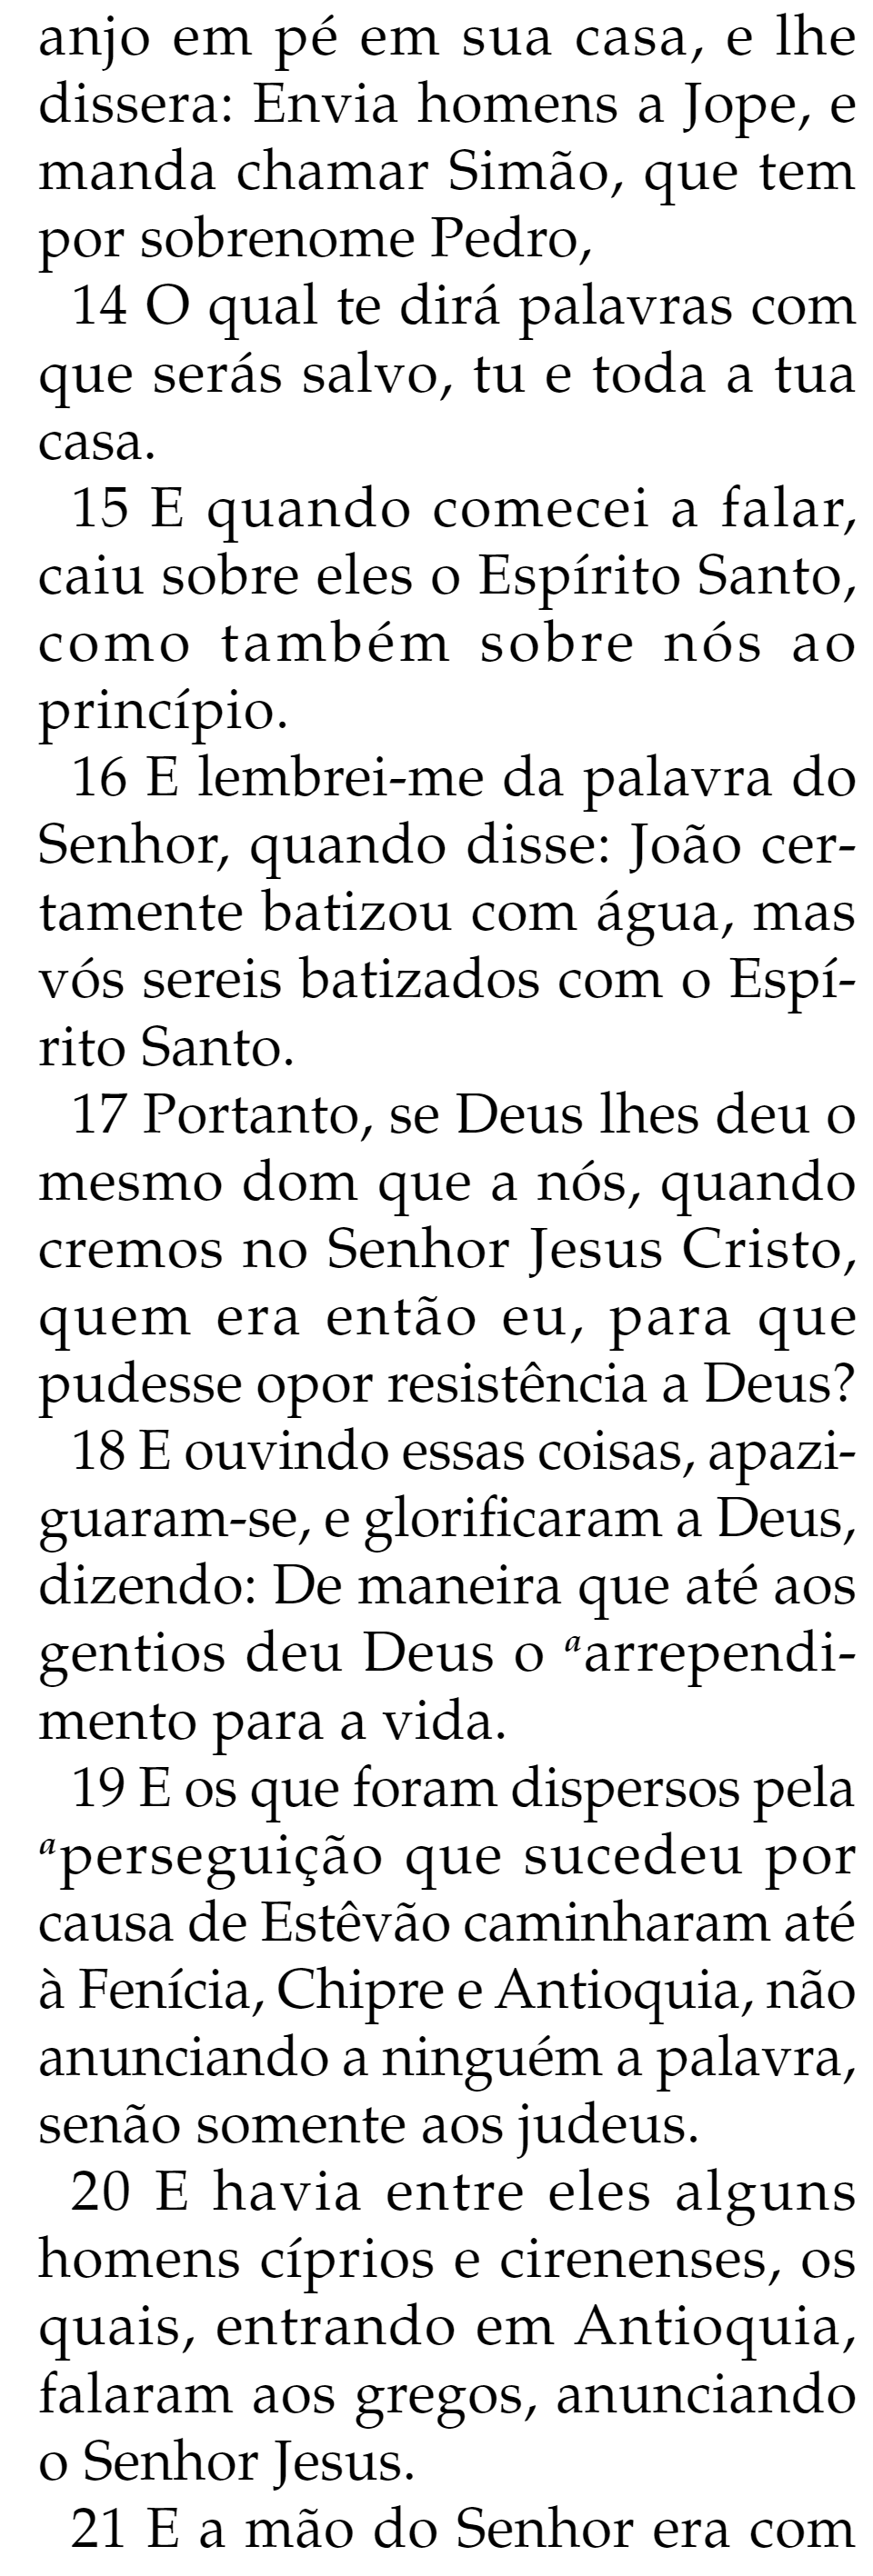 anjo em pé em sua casa, e lhe
dissera: Envia homens a Jope, e
manda chamar Simão, que tem
por sobrenome Pedro,
14 O qual te dirá palavras com
que serás salvo, tu e toda a tua
casa.
15 E quando comecei a falar,
caiu sobre eles o Espírito Santo,
como também sobre nós ao
princípio.
16 E lembrei-me da palavra do
Senhor, quando disse: João cer-
tamente batizou com água, mas
vós sereis batizados com o Espí-
rito Santo.
17 Portanto, se Deus lhes deu o
mesmo dom que a nós, quando
cremos no Senhor Jesus Cristo,
quem era então eu, para que
pudesse opor resistência a Deus?
18 E ouvindo essas coisas, apazi-
guaram-se, e glorificaram a Deus,
dizendo: De maneira que até aos
gentios deu Deus o ᵃarrependi-
mento para a vida.
19 E os que foram dispersos pela
ᵃperseguição que sucedeu por
causa de Estêvão caminharam até
à Fenícia, Chipre e Antioquia, não
anunciando a ninguém a palavra,
senão somente aos judeus.
20 E havia entre eles alguns
homens cíprios e cirenenses, os
quais, entrando em Antioquia,
falaram aos gregos, anunciando
o Senhor Jesus.
21 E a mão do Senhor era com